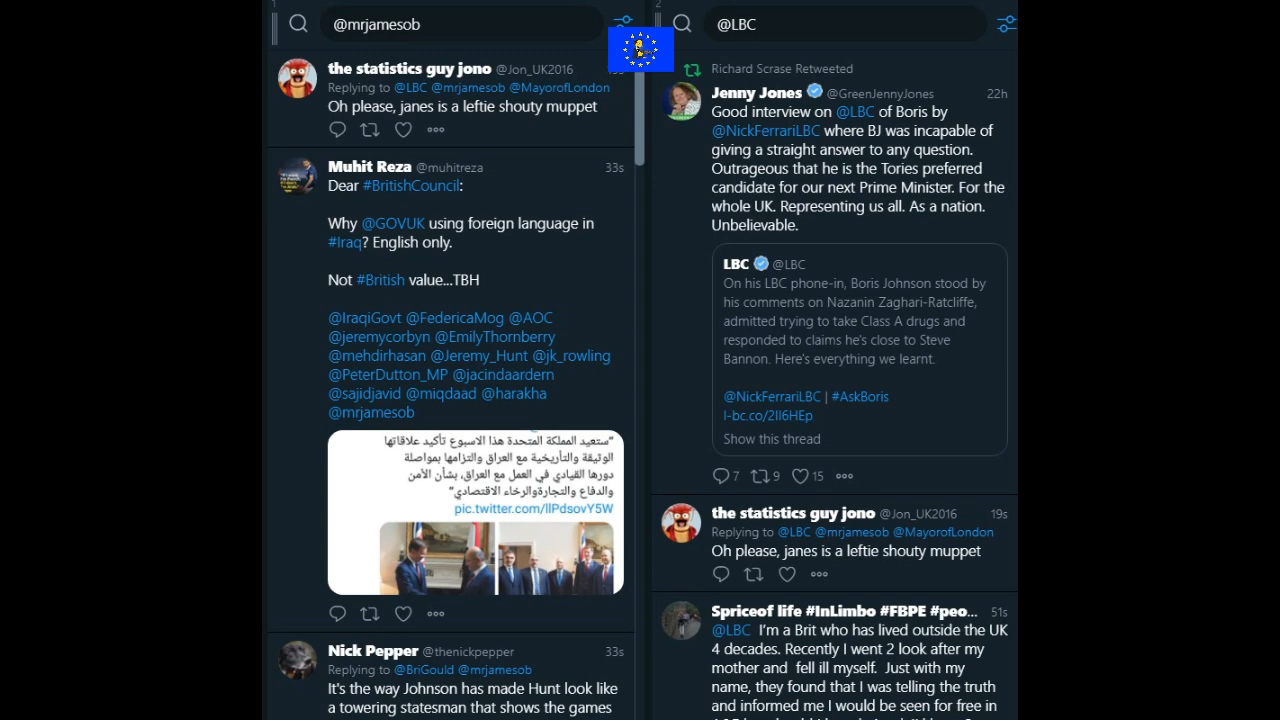 1
@mrjamesob
the statistics guy jono @Jon_UK2016
Replying to @LBC @mrjamesob @MayorofLondon
Oh please, janes is a leftie shouty muppet
Muhit Reza @muhitreza 33s
Dear #BritishCouncil:
Why @GOVUK using foreign language in
#Iraq? English only.
Not #British value...TBH
@IraqiGovt @FedericaMog @AOC
@jeremycorbyn @EmilyThornberry
@mehdirhasan @Jeremy_Hunt @jk_rowling
@PeterDutton_MP @jacindaardern
@sajidjavid @miqdaad @harakha
@mrjamesob
“ستعيد المملكة المتحدة هذا الاسبوع تأكيد علاقاتها
الوثيقة والتأريخية مع العراق والتزامها بمواصلة
دورها القيادي في العمل مع العراق، بشأن الأمن
والدفاع والتجارةوالرخاء الاقتصادي”
pic.twitter.com/llPdsovY5W
Nick Pepper @thenickpepper 33s
Replying to @BriGould @mrjamesob
It's the way Johnson has made Hunt look like
a towering statesman that shows the games
2
@LBC
Richard Scrase Retweeted
Jenny Jones @GreenJennyJones 22h
Good interview on @LBC of Boris by
@NickFerrariLBC where BJ was incapable of
giving a straight answer to any question.
Outrageous that he is the Tories preferred
candidate for our next Prime Minister. For the
whole UK. Representing us all. As a nation.
Unbelievable.
LBC @LBC
On his LBC phone-in, Boris Johnson stood by
his comments on Nazanin Zaghari-Ratcliffe,
admitted trying to take Class A drugs and
responded to claims he's close to Steve
Bannon. Here's everything we learnt.
@NickFerrariLBC | #AskBoris
l-bc.co/2II6HEp
Show this thread
7 9 15
the statistics guy jono @Jon_UK2016 19s
Replying to @LBC @mrjamesob @MayorofLondon
Oh please, janes is a leftie shouty muppet
Spriceof life #InLimbo #FBPE #peo... 51s
@LBC I'm a Brit who has lived outside the UK
4 decades. Recently I went 2 look after my
mother and fell ill myself. Just with my
name, they found that I was telling the truth
and informed me I would be seen for free in